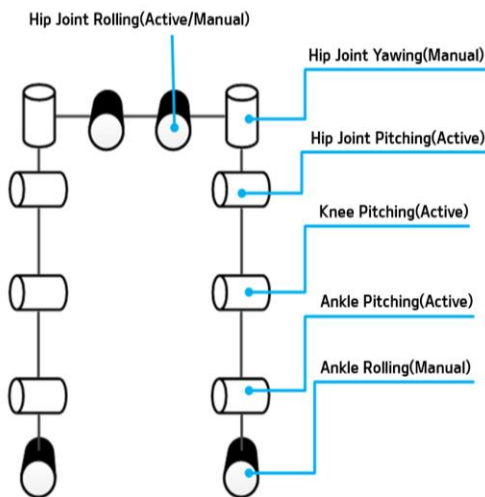 Hip Joint Rolling(Active/Manual)
Hip Joint Yawing(Manual)
Hip Joint Pitching(Active)
Knee Pitching(Active)
Ankle Pitching(Active)
Ankle Rolling(Manual)